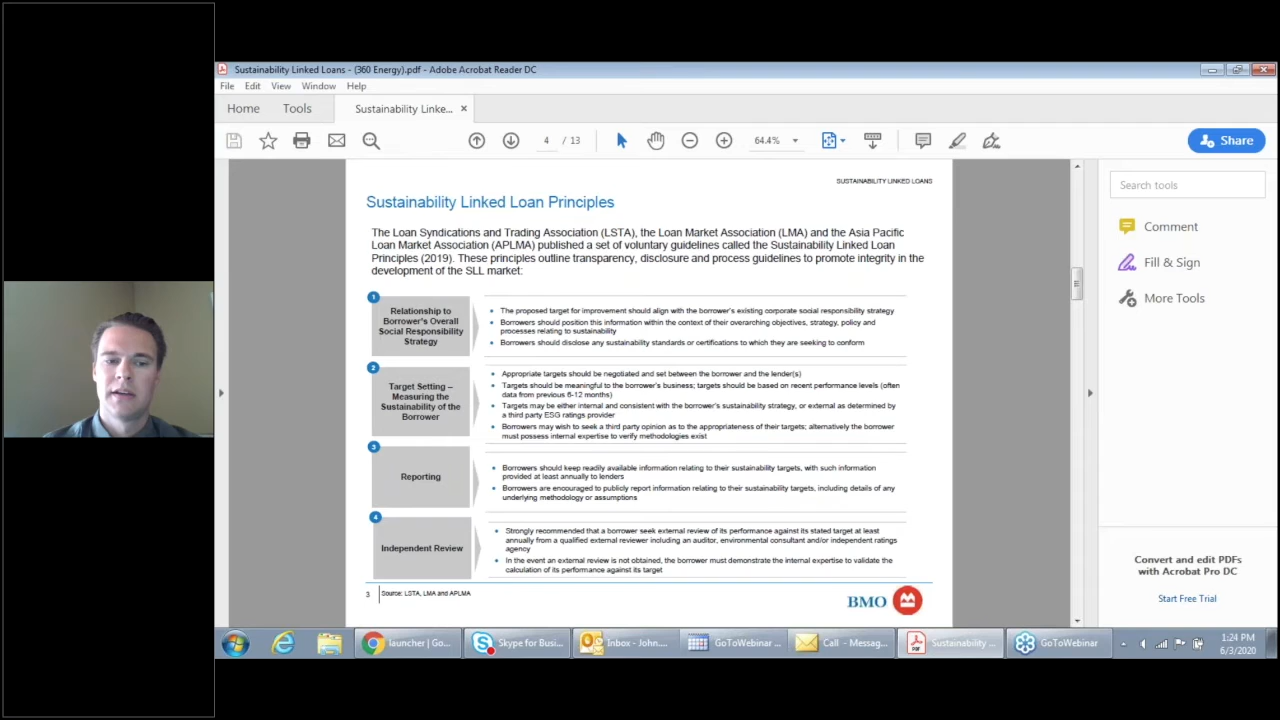 Sustainability Linked Loans - (360 Energy).pdf - Adobe Acrobat Reader DC
File Edit View Window Help
Home Tools Sustainability Linke... ×
4 / 13 64.4% Share
SUSTAINABILITY LINKED LOANS
Sustainability Linked Loan Principles
The Loan Syndications and Trading Association (LSTA), the Loan Market Association (LMA) and the Asia Pacific
Loan Market Association (APLMA) published a set of voluntary guidelines called the Sustainability Linked Loan
Principles (2019). These principles outline transparency, disclosure and process guidelines to promote integrity in the
development of the SLL market:
1
Relationship to
Borrower's Overall
Social Responsibility
Strategy
• The proposed target for improvement should align with the borrower's existing corporate social responsibility strategy
• Borrowers should position this information within the context of their overarching objectives, strategy, policy and
processes relating to sustainability
• Borrowers should disclose any sustainability standards or certifications to which they are seeking to conform
2
Target Setting –
Measuring the
Sustainability of the
Borrower
• Appropriate targets should be negotiated and set between the borrower and the lender(s)
• Targets should be meaningful to the borrower's business; targets should be based on recent performance levels (often
data from previous 6-12 months)
• Targets may be either internal and consistent with the borrower's sustainability strategy, or external as determined by
a third party ESG ratings provider
• Borrowers may wish to seek a third party opinion as to the appropriateness of their targets; alternatively the borrower
must possess internal expertise to verify methodologies exist
3
Reporting
• Borrowers should keep readily available information relating to their sustainability targets, with such information
provided at least annually to lenders
• Borrowers are encouraged to publicly report information relating to their sustainability targets, including details of any
underlying methodology or assumptions
4
Independent Review
• Strongly recommended that a borrower seek external review of its performance against its stated target at least
annually from a qualified external reviewer including an auditor, environmental consultant and/or independent ratings
agency
• In the event an external review is not obtained, the borrower must demonstrate the internal expertise to validate the
calculation of its performance against its target
3 Source: LSTA, LMA and APLMA
BMO
Search tools
Comment
Fill & Sign
More Tools
Convert and edit PDFs
with Acrobat Pro DC
Start Free Trial
launcher | Go... Skype for Busi... Inbox - John.... GoToWebinar ... Call - Messag... Sustainability ... GoToWebinar
1:24 PM
6/3/2020